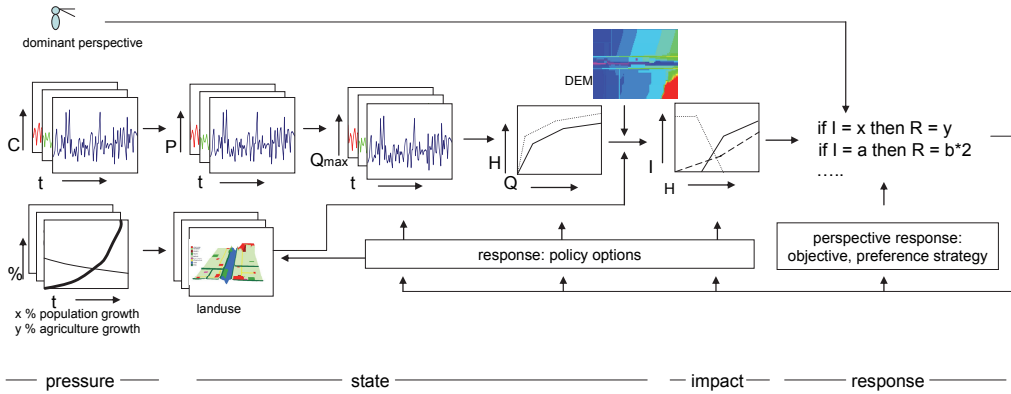 dominant perspective
DEM
C
t
P
t
Qmax
t
H
Q
I
H
if I = x then R = y
if I = a then R = b*2
.....
%
t
x % population growth
y % agriculture growth
landuse
response: policy options
perspective response:
objective, preference strategy
pressure
state
impact
response